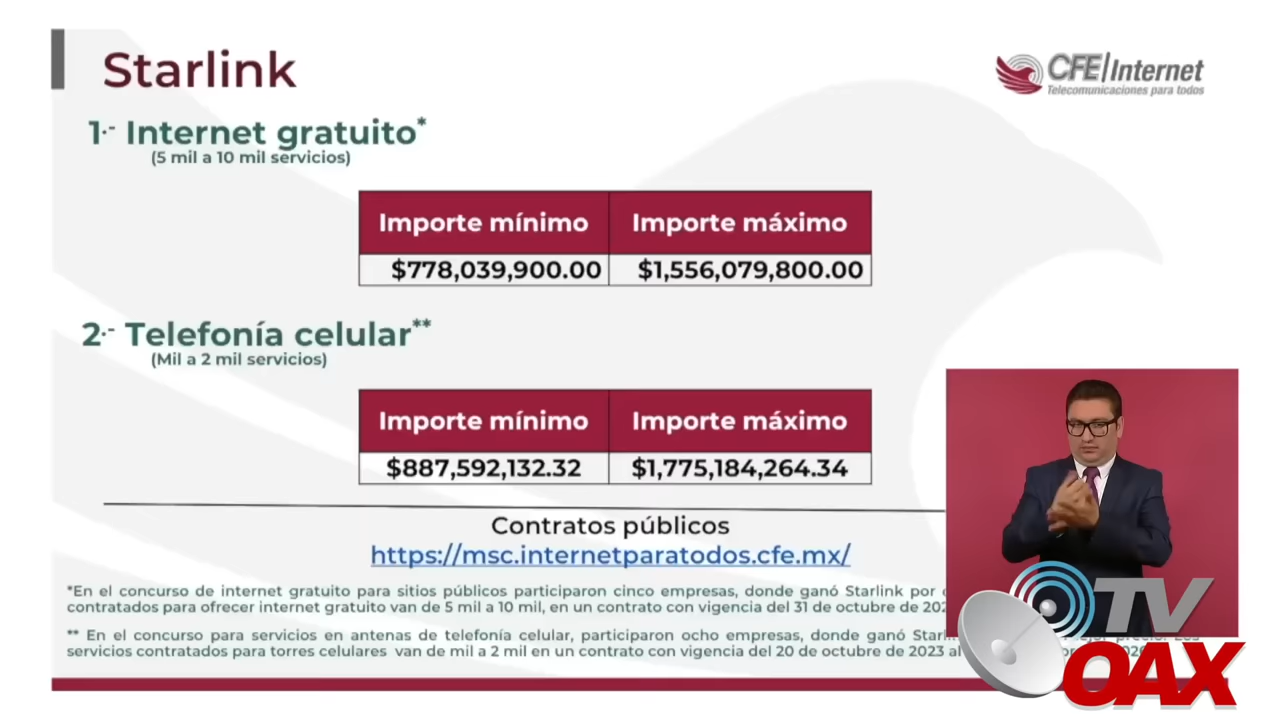 Starlink
CFE/Internet
Telecomunicaciones para todos
1.- Internet gratuito*
(5 mil a 10 mil servicios)
Importe mínimo Importe máximo
$778,039,900.00 $1,556,079,800.00
2.- Telefonía celular**
(Mil a 2 mil servicios)
Importe mínimo Importe máximo
$887,592,132.32 $1,775,184,264.34
Contratos públicos
https://msc.internetparatodos.cfe.mx/
*En el concurso de internet gratuito para sitios públicos participaron cinco empresas, donde ganó Starlink por
contratados para ofrecer internet gratuito van de 5 mil a 10 mil, en un contrato con vigencia del 31 de octubre de
** En el concurso para servicios en antenas de telefonía celular, participaron ocho empresas, donde ganó
servicios contratados para torres celulares van de mil a 2 mil en un contrato con vigencia del 20 de octubre de 2023 al
TV
OAX